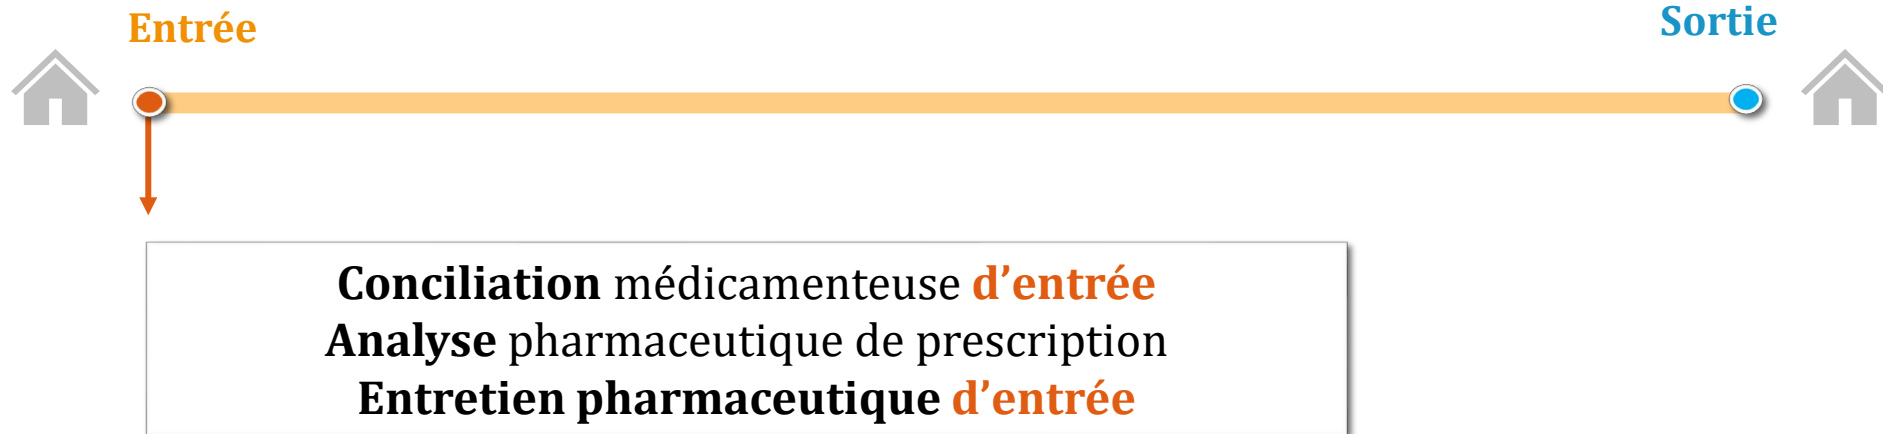 Entrée
Sortie
Conciliation médicamenteuse d’entrée
Analyse pharmaceutique de prescription
Entretien pharmaceutique d’entrée